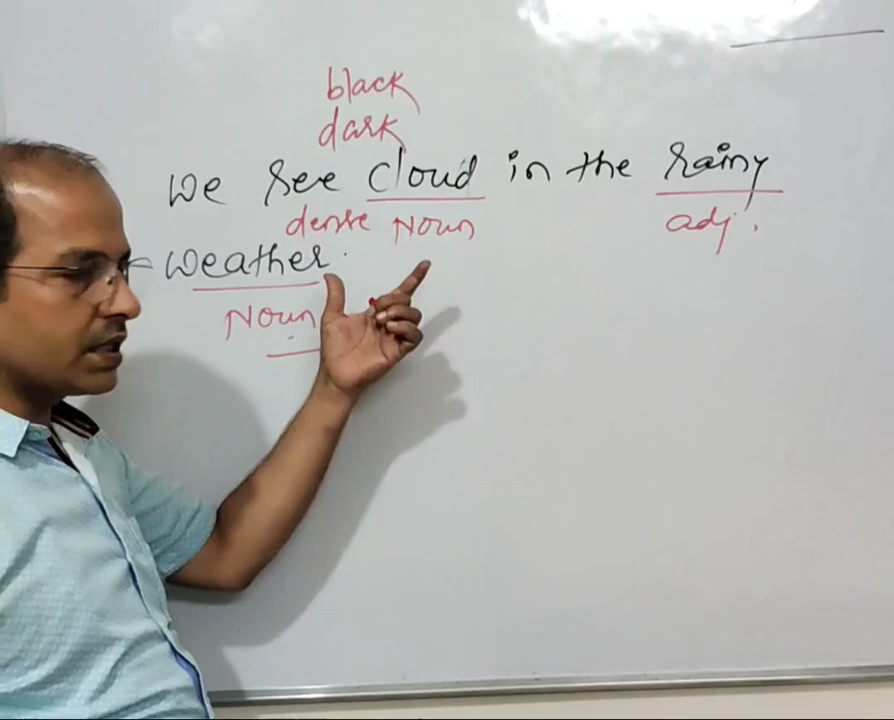 black
dark
We see cloud in the rainy
dense Noun adj.
weather.
Noun